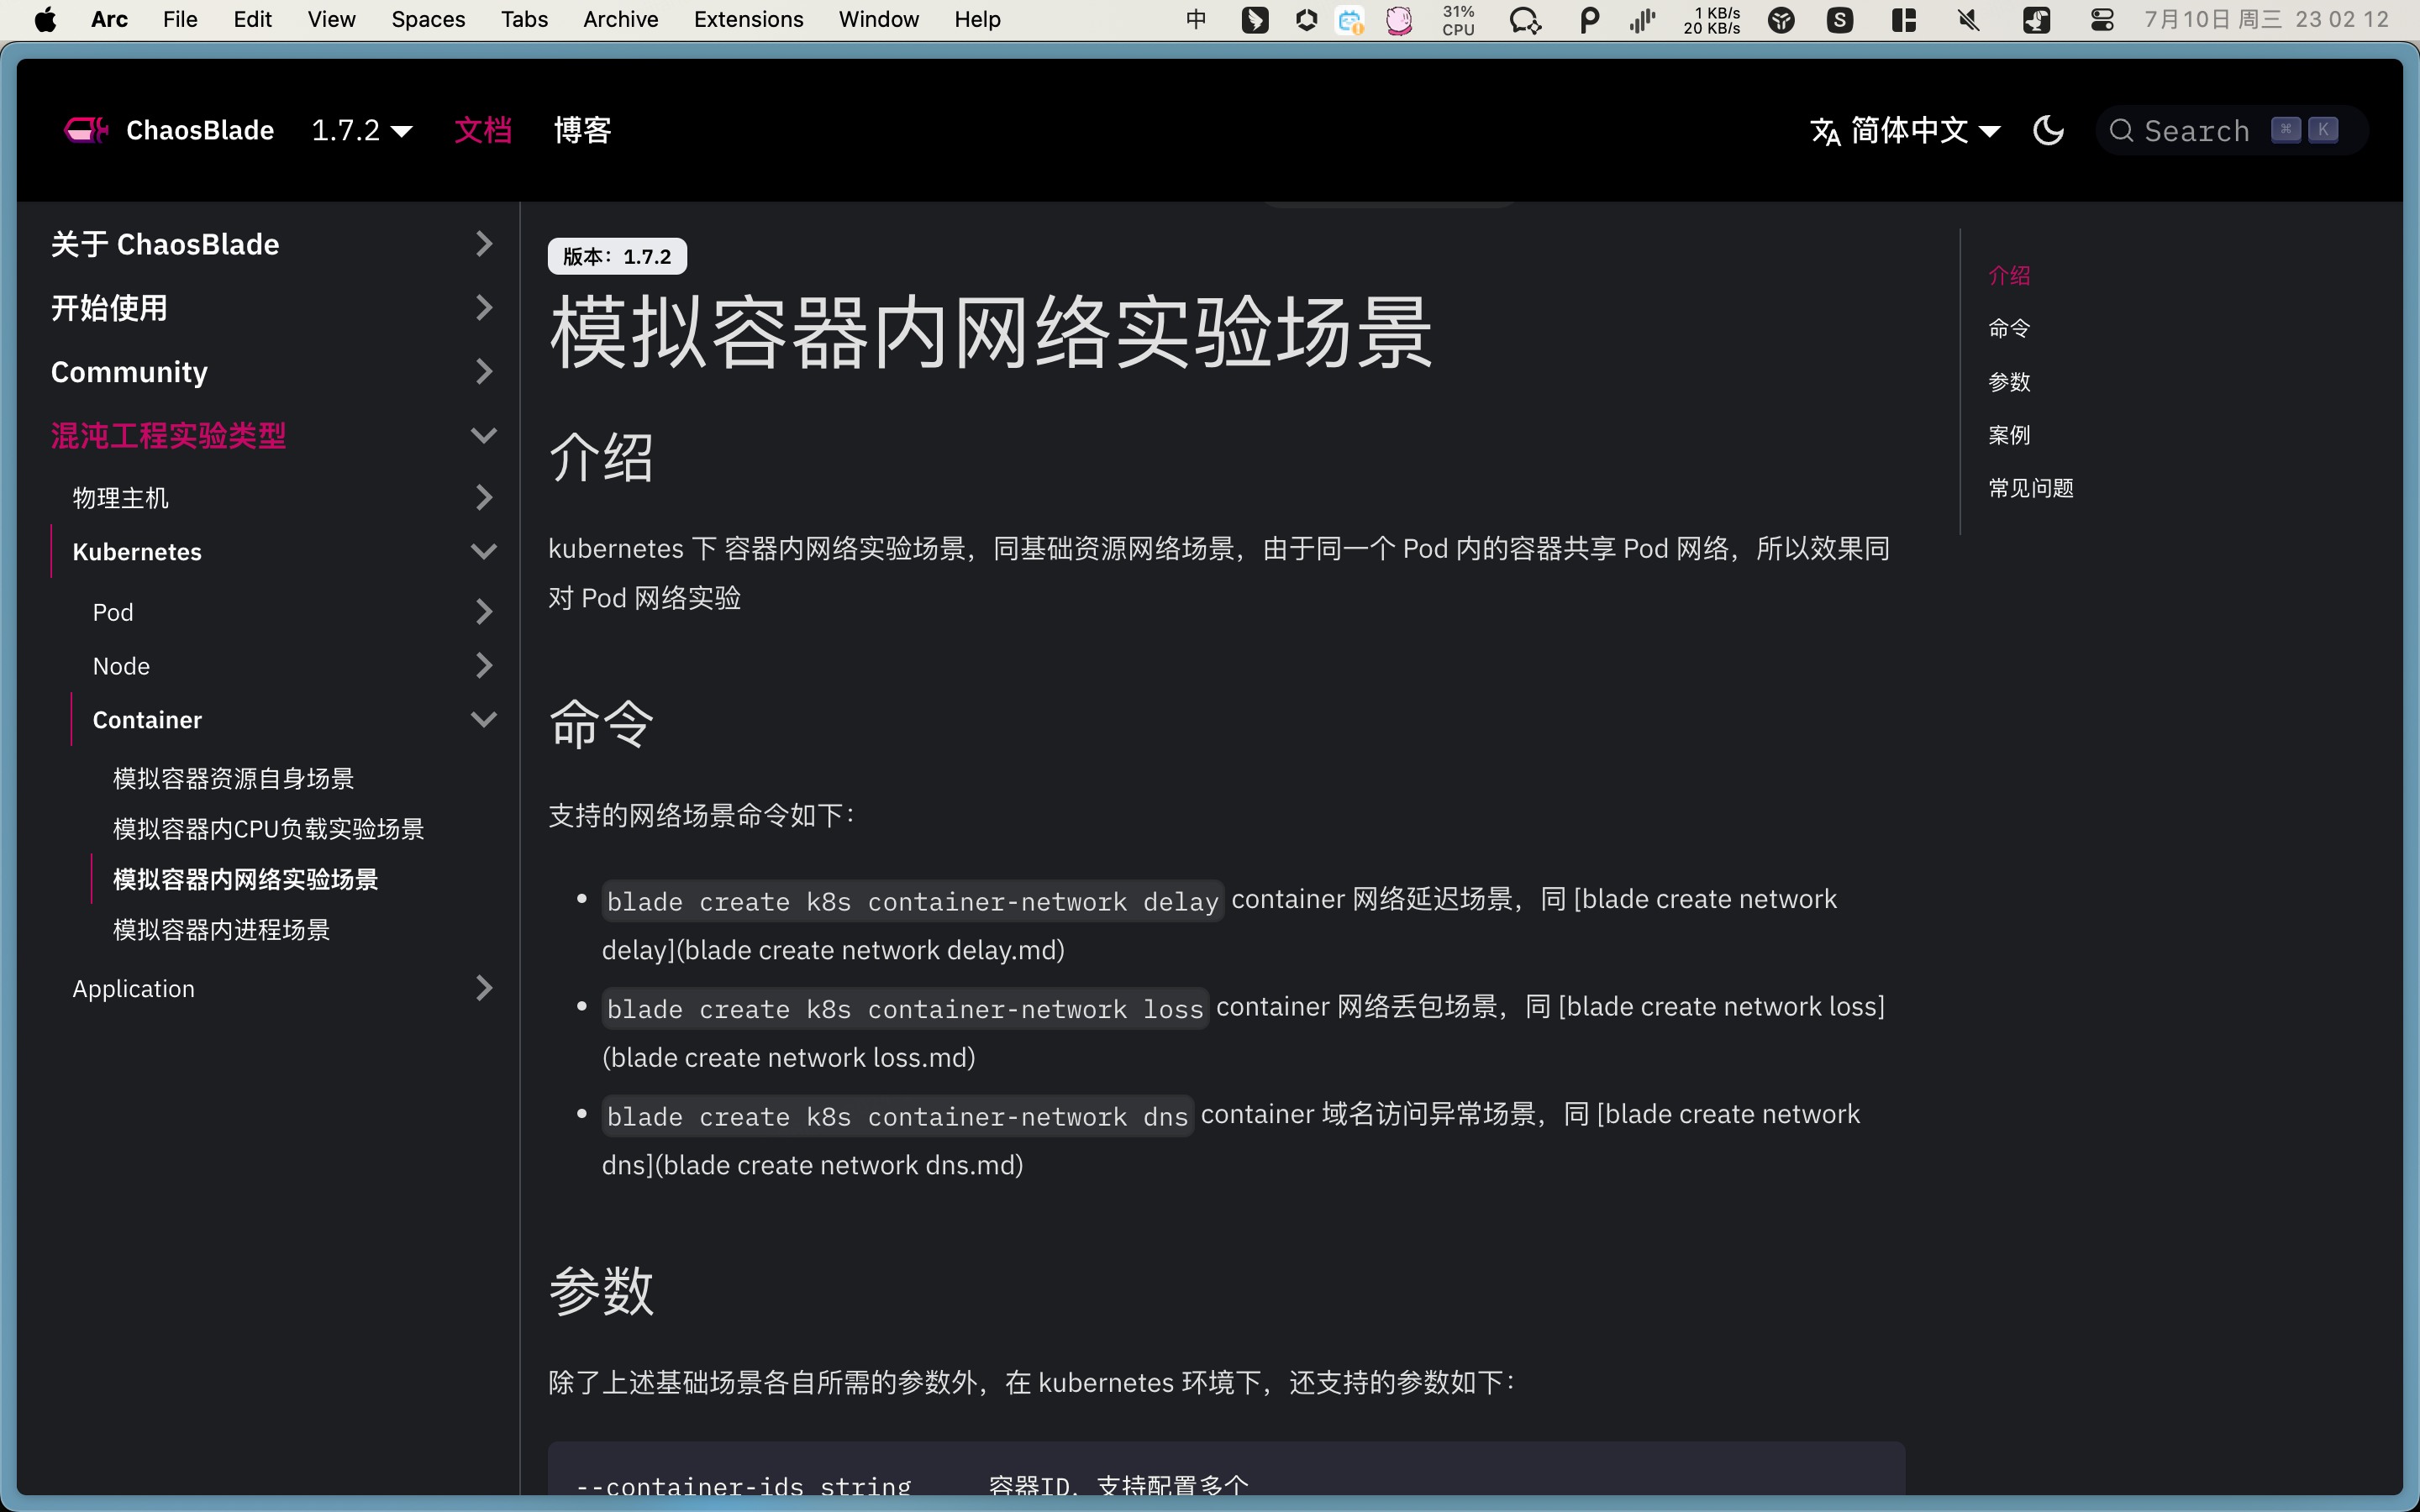 Arc File Edit View Spaces Tabs Archive Extensions Window Help 中 31% CPU 1 KB/s 20 KB/s 7月10日 周三 23 02 12
ChaosBlade 1.7.2 文档 博客 简体中文 Search ⌘ K
关于 ChaosBlade
开始使用
Community
混沌工程实验类型
物理主机
Kubernetes
Pod
Node
Container
模拟容器资源自身场景
模拟容器内CPU负载实验场景
模拟容器内网络实验场景
模拟容器内进程场景
Application
版本：1.7.2
模拟容器内网络实验场景
介绍
kubernetes 下 容器内网络实验场景，同基础资源网络场景，由于同一个 Pod 内的容器共享 Pod 网络，所以效果同
对 Pod 网络实验
命令
支持的网络场景命令如下：
blade create k8s container-network delay container 网络延迟场景，同 [blade create network
delay](blade create network delay.md)
blade create k8s container-network loss container 网络丢包场景，同 [blade create network loss]
(blade create network loss.md)
blade create k8s container-network dns container 域名访问异常场景，同 [blade create network
dns](blade create network dns.md)
参数
除了上述基础场景各自所需的参数外，在 kubernetes 环境下，还支持的参数如下：
--container-ids string 容器ID，支持配置多个
介绍
命令
参数
案例
常见问题